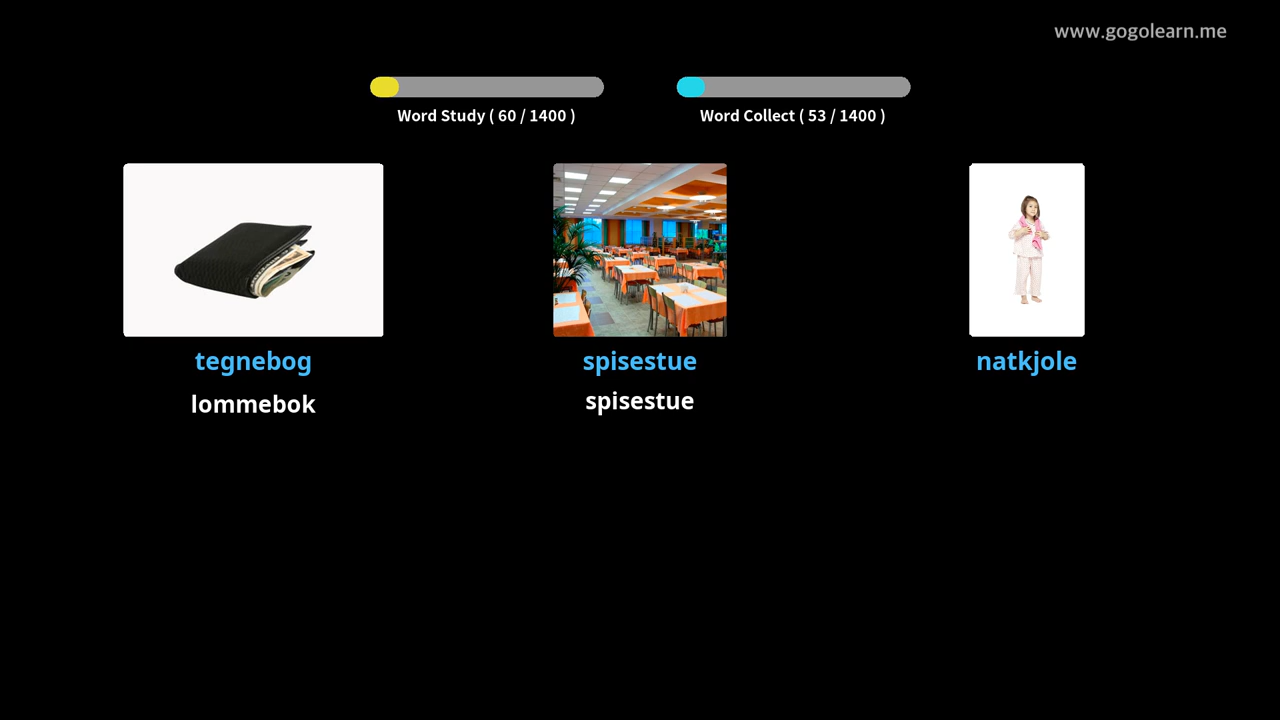 www.gogolearn.me
Word Study ( 60 / 1400 )
Word Collect ( 53 / 1400 )
tegnebog
spisestue
natkjole
lommebok
spisestue